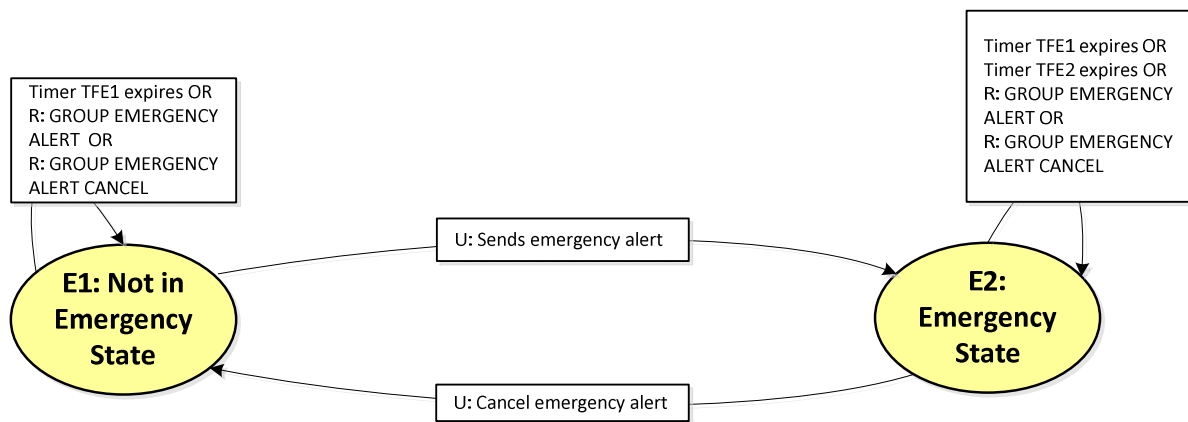 Timer TFE1 expires OR
R: GROUP EMERGENCY
ALERT OR
R: GROUP EMERGENCY
ALERT CANCEL
Timer TFE1 expires OR
Timer TFE2 expires OR
R: GROUP EMERGENCY
ALERT OR
R: GROUP EMERGENCY
ALERT CANCEL
U: Sends emergency alert
E1: Not in
Emergency
State
E2:
Emergency
State
U: Cancel emergency alert